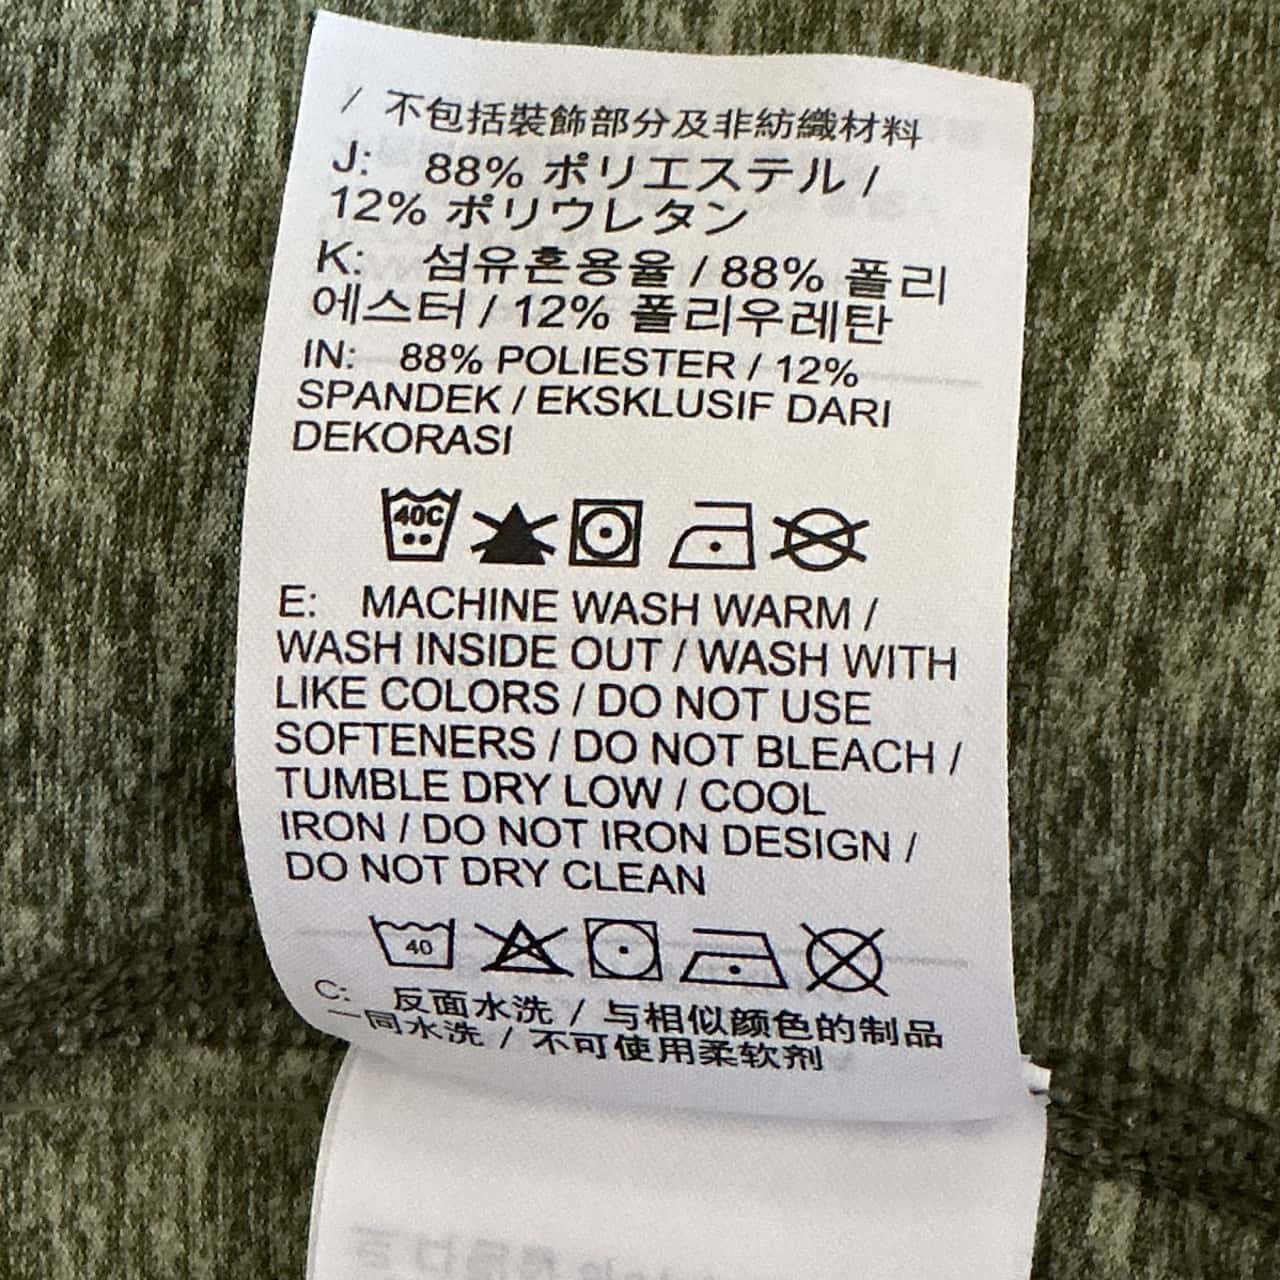 / 不包括裝飾部分及非紡織材料
J: 88% ポリエステル /
12% ポリウレタン
K: 섬유혼용율 / 88% 폴리
에스터 / 12% 폴리우레탄
IN: 88% POLIESTER / 12%
SPANDEK / EKSKLUSIF DARI
DEKORASI
40C
E: MACHINE WASH WARM /
WASH INSIDE OUT / WASH WITH
LIKE COLORS / DO NOT USE
SOFTENERS / DO NOT BLEACH /
TUMBLE DRY LOW / COOL
IRON / DO NOT IRON DESIGN /
DO NOT DRY CLEAN
40
C: 反面水洗 / 与相似颜色的制品
一同水洗 / 不可使用柔软剂